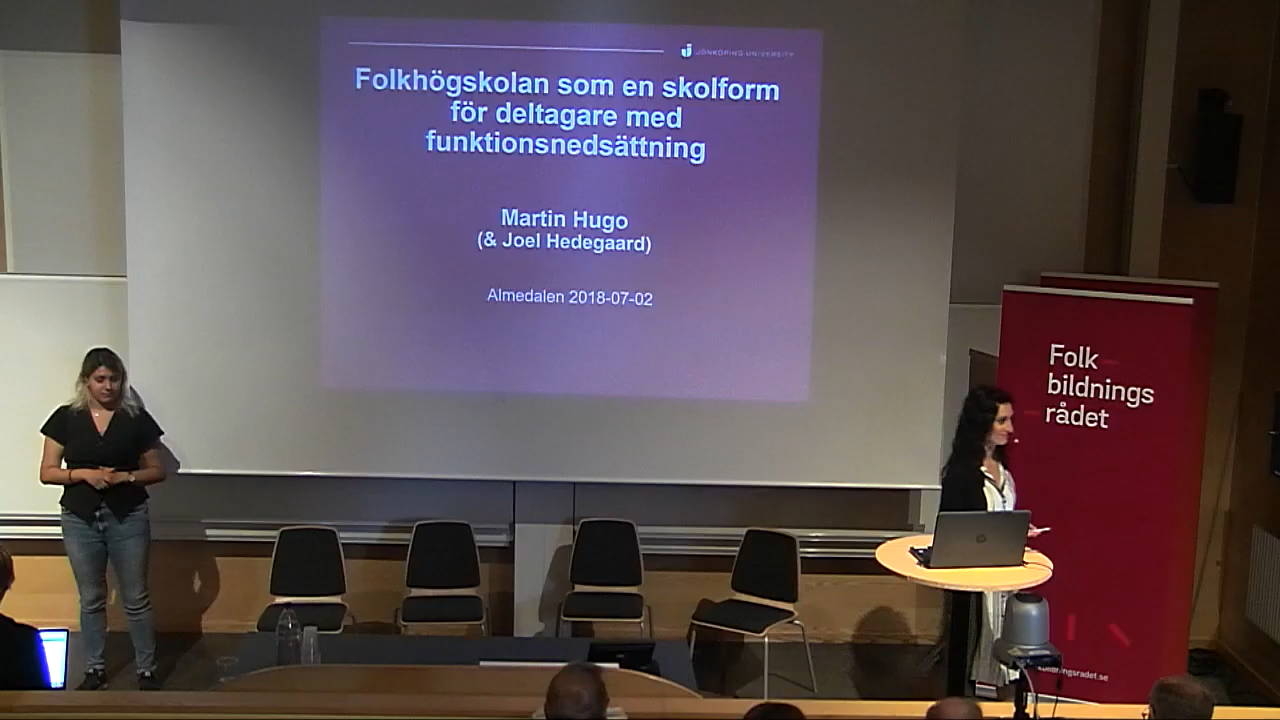 JÖNKÖPING UNIVERSITY
Folkhögskolan som en skolform
för deltagare med
funktionsnedsättning
Martin Hugo
(& Joel Hedegaard)
Almedalen 2018-07-02
Folk
bildnings
rådet